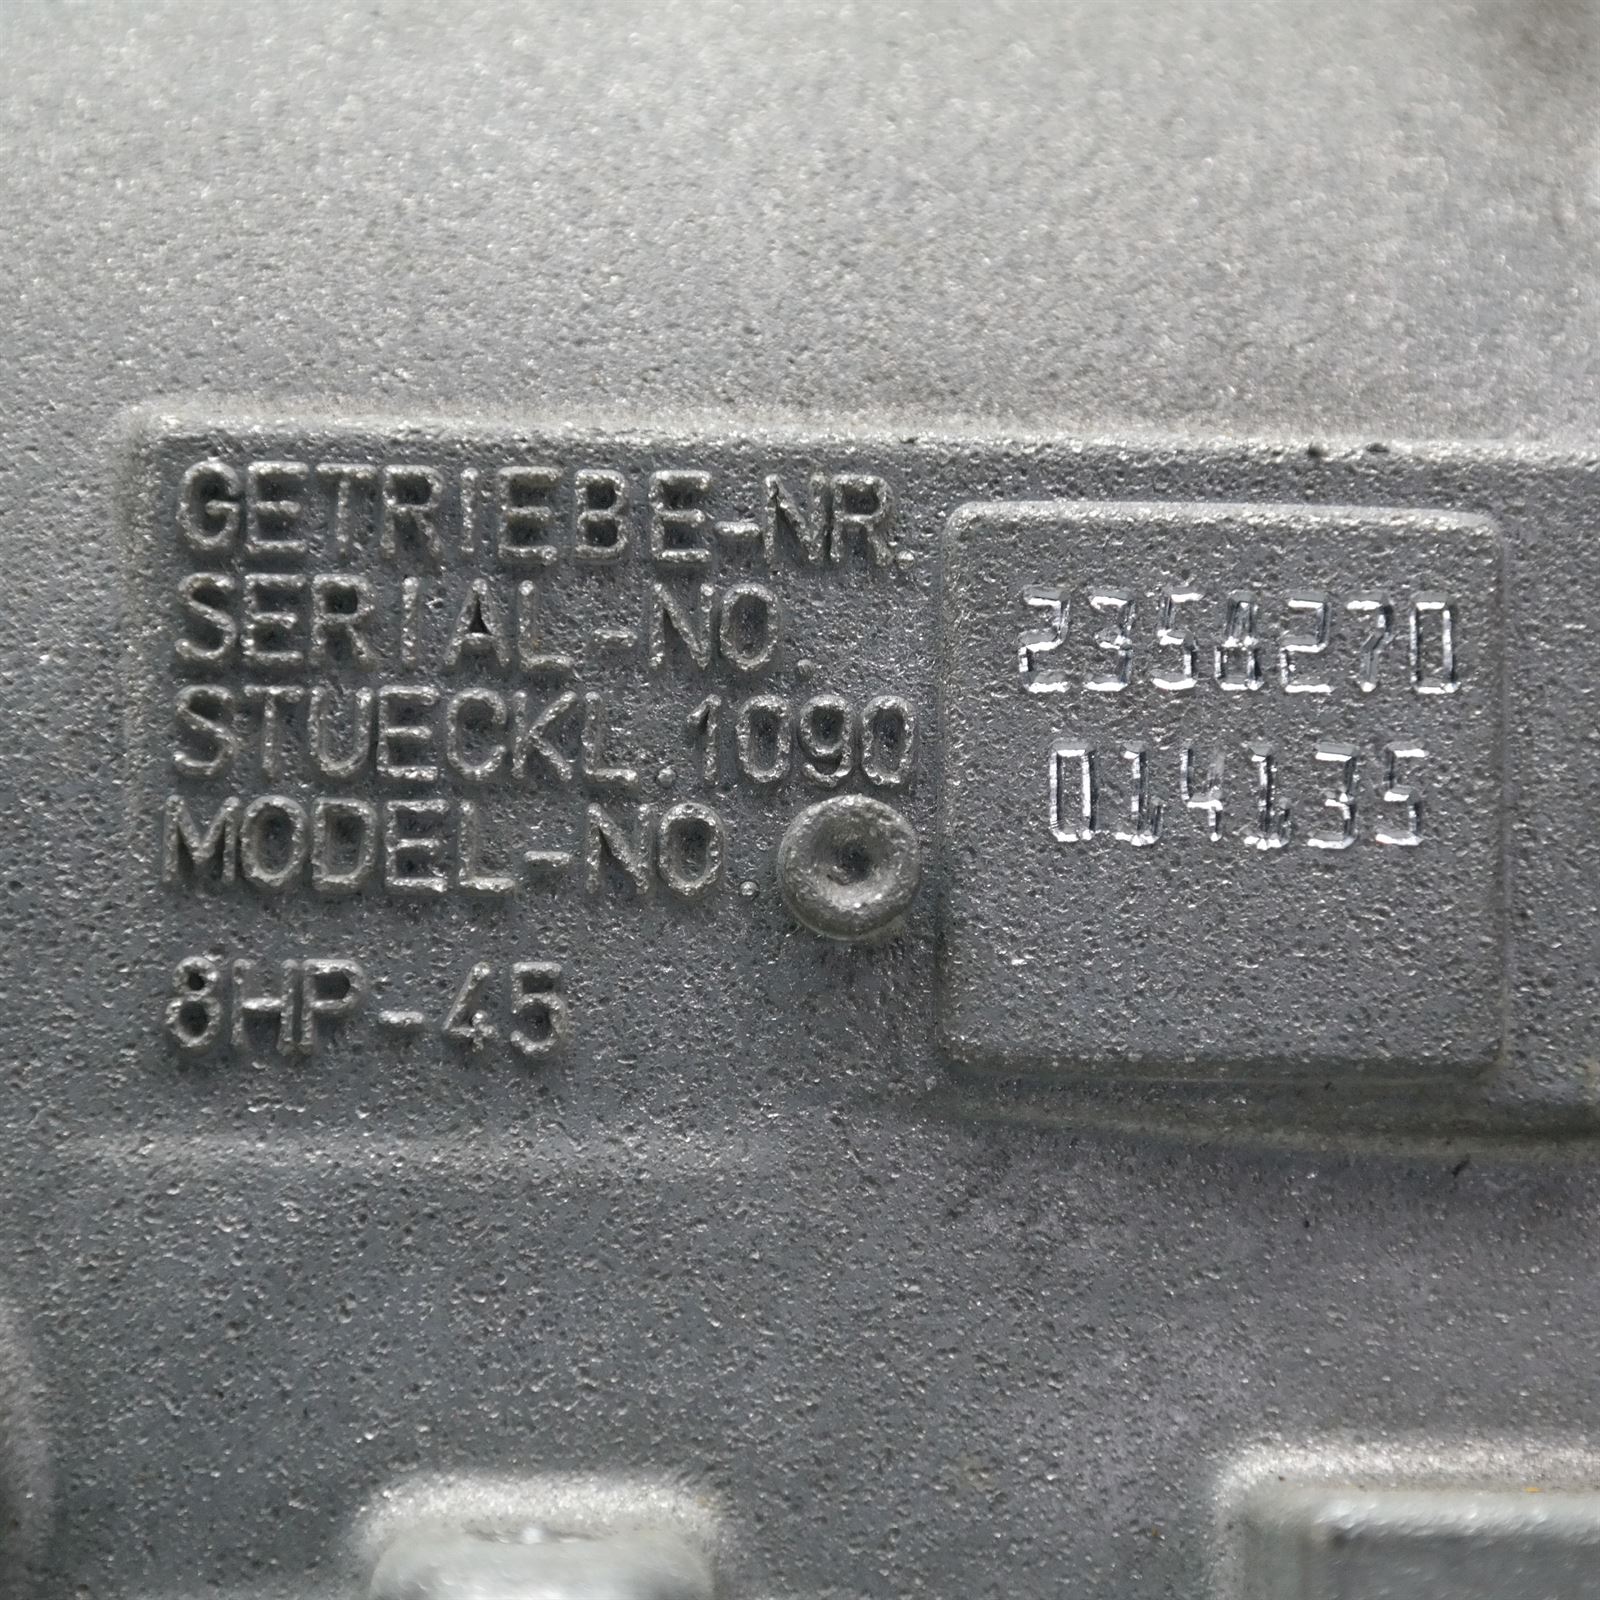 GETRIEBE-NR.
SERIAL-NO.
STUECKL.1090
MODEL-NO.
8HP-45
2358270
014135